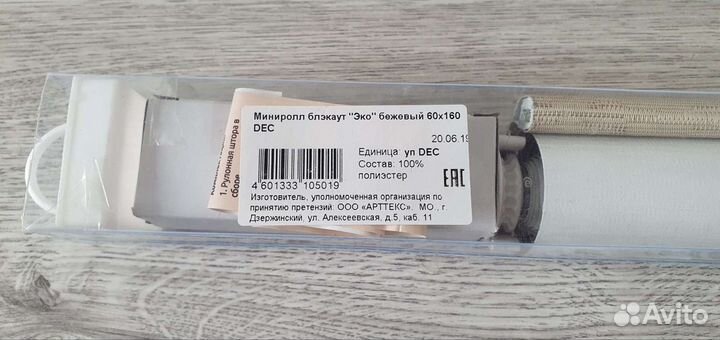 Миниролл блэкаут "Эко" бежевый 60х160
DEC
20.06.19
Единица: уп DEC
Состав: 100%
полиэстер
4 601333 105019
EAC
Изготовитель, уполномоченная организация по
принятию претензий: ООО «АРТТЕКС». МО., г.
Дзержинский, ул. Алексеевская, д.5, каб. 11
1. Рулонная штора в
сборе
Avito